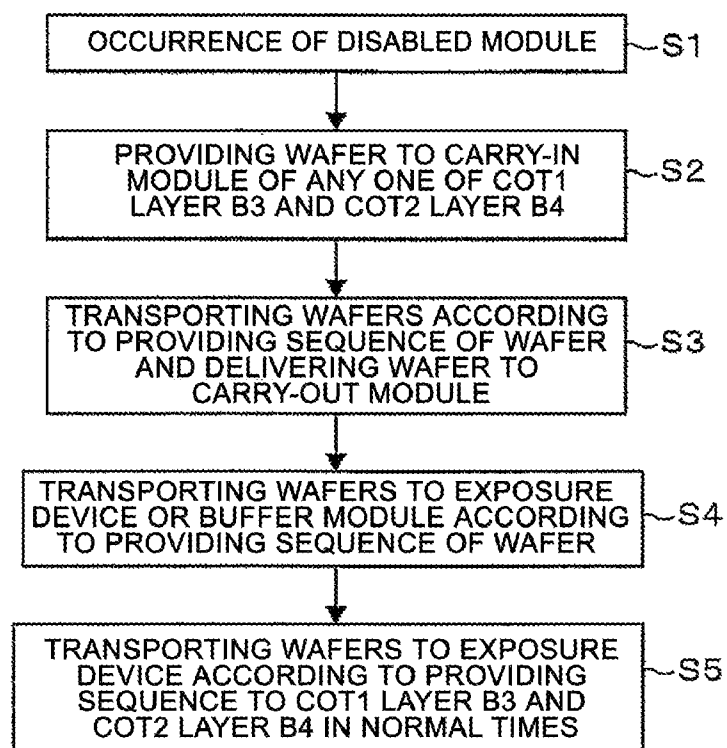 OCCURRENCE OF DISABLED MODULE
S1
PROVIDING WAFER TO CARRY-IN
MODULE OF ANY ONE OF COT1
LAYER B3 AND COT2 LAYER B4
S2
TRANSPORTING WAFERS ACCORDING
TO PROVIDING SEQUENCE OF WAFER
AND DELIVERING WAFER TO
CARRY-OUT MODULE
S3
TRANSPORTING WAFERS TO EXPOSURE
DEVICE OR BUFFER MODULE ACCORDING
TO PROVIDING SEQUENCE OF WAFER
S4
TRANSPORTING WAFERS TO EXPOSURE
DEVICE ACCORDING TO PROVIDING
SEQUENCE TO COT1 LAYER B3 AND
COT2 LAYER B4 IN NORMAL TIMES
S5